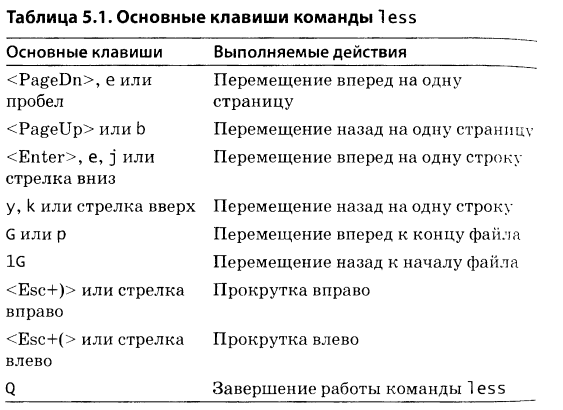 Таблица 5.1. Основные клавиши команды less
Основные клавиши Выполняемые действия
<PageDn>, e или Перемещение вперед на одну
пробел страницу
<PageUp> или b Перемещение назад на одну страницу
<Enter>, e, j или Перемещение вперед на одну строку
стрелка вниз
y, k или стрелка вверх Перемещение назад на одну строку
G или p Перемещение вперед к концу файла
1G Перемещение назад к началу файла
<Esc+)> или стрелка Прокрутка вправо
вправо
<Esc+(> или стрелка Прокрутка влево
влево
Q Завершение работы команды less